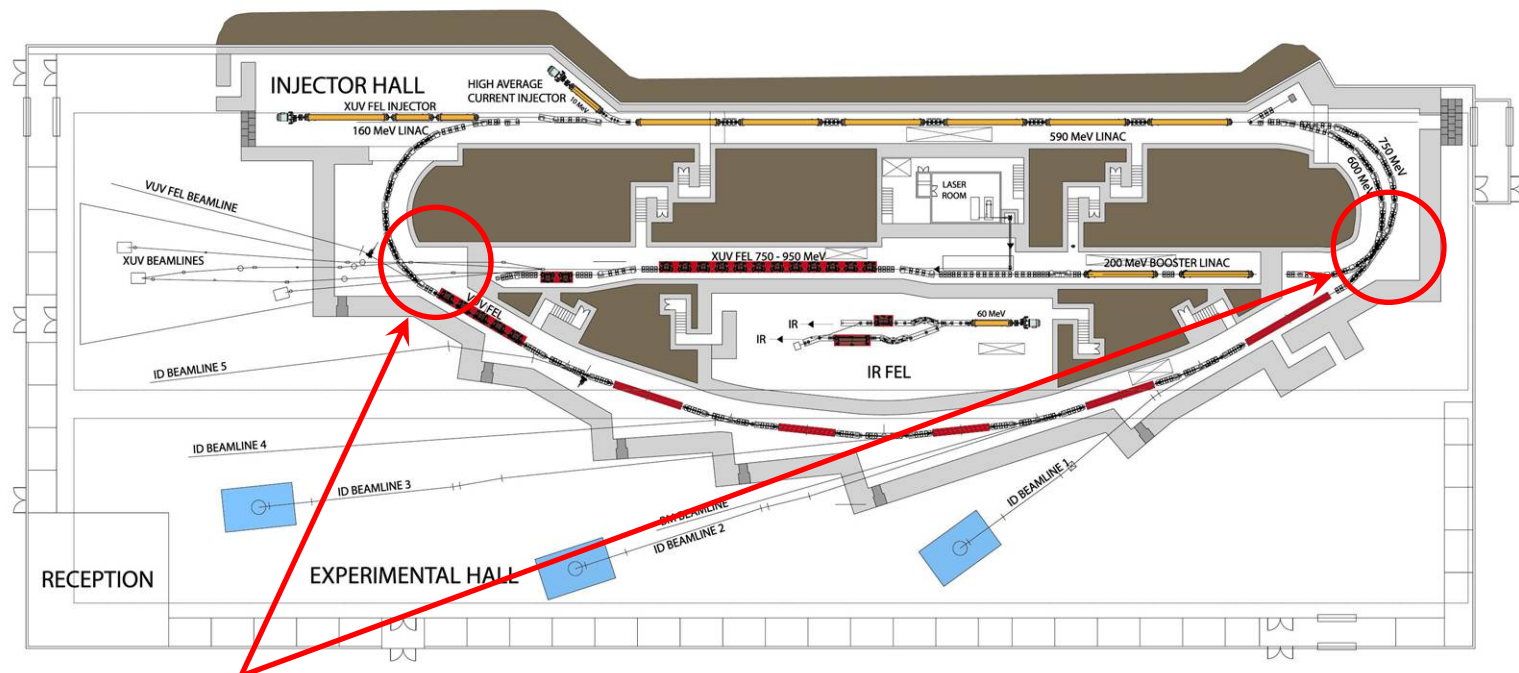 INJECTOR HALL
XUV FEL INJECTOR
160 MeV LINAC
HIGH AVERAGE
CURRENT INJECTOR
10 MeV
590 MeV LINAC
750 MeV
600 MeV
VUV FEL BEAMLINE
LASER
ROOM
XUV BEAMLINES
XUV FEL 750 - 950 MeV
200 MeV BOOSTER LINAC
VUV FEL
60 MeV
IR
IR
IR FEL
ID BEAMLINE 5
ID BEAMLINE 4
ID BEAMLINE 3
BM BEAMLINE
ID BEAMLINE 2
ID BEAMLINE 1
RECEPTION
EXPERIMENTAL HALL